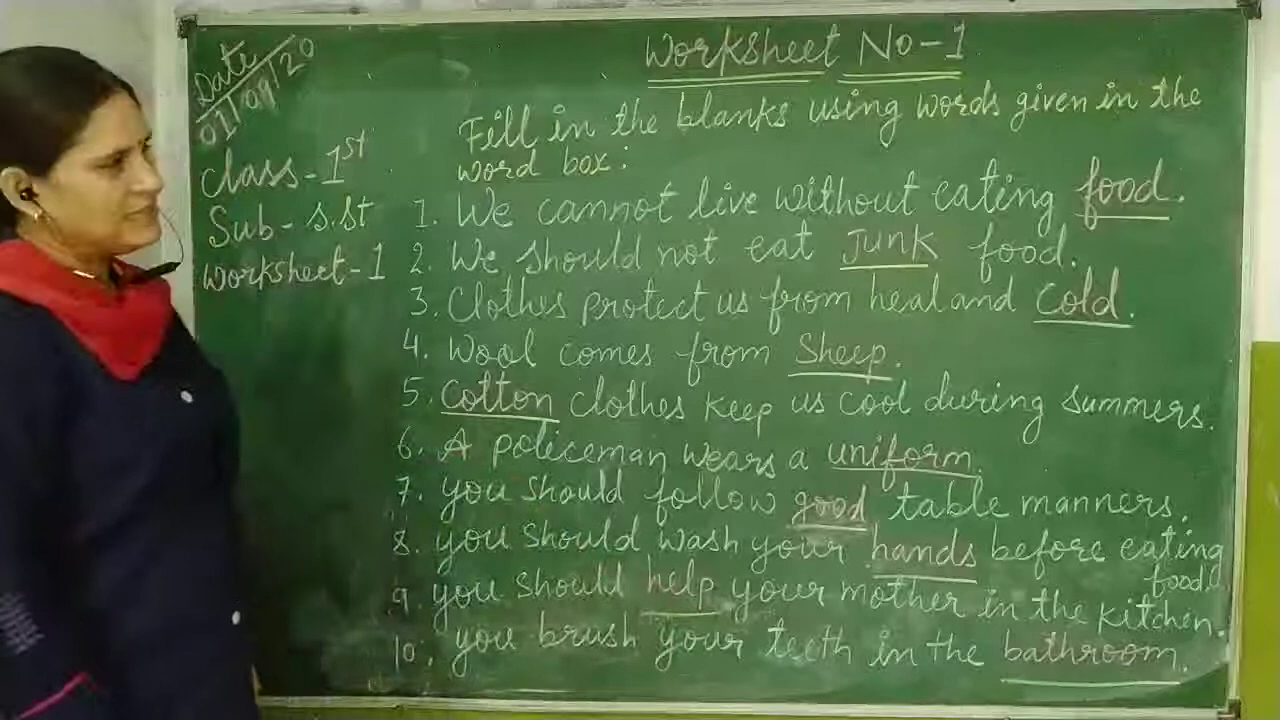 Date
01/09/20
Class-1st
Sub-S.St
Worksheet-1
Worksheet No-1
Fill in the blanks using words given in the
word box:
1. We cannot live without eating food.
2. We should not eat Junk food.
3. Clothes protect us from heat and cold.
4. Wool comes from Sheep.
5. Cotton clothes keep us cool during summers.
6. A policeman wears a uniform.
7. you should follow good table manners.
8. you should wash your hands before eating
food.
9. you should help your mother in the kitchen.
10. you brush your teeth in the bathroom.